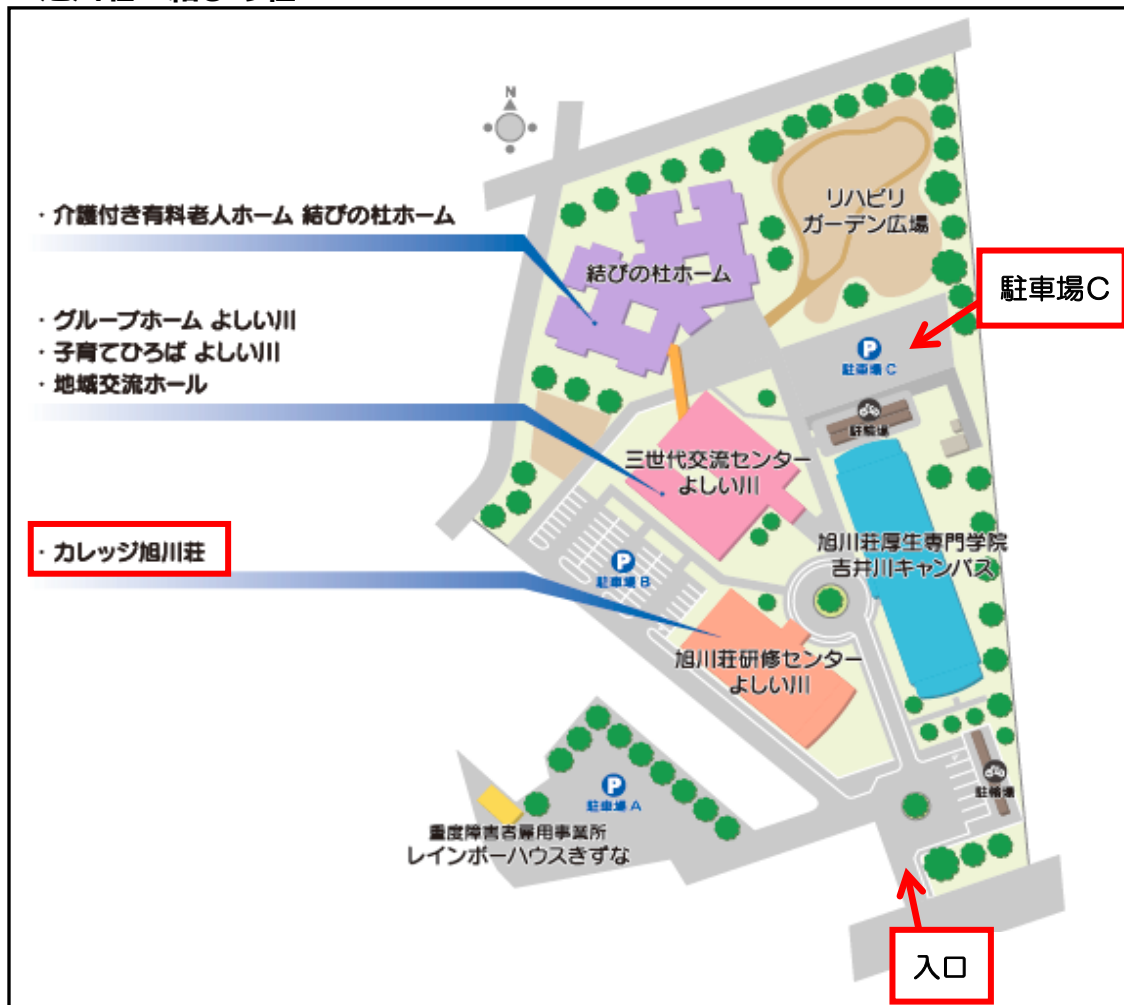 N
・介護付き有料老人ホーム 結びの杜ホーム
・グループホーム よしい川
・子育てひろば よしい川
・地域交流ホール
・カレッジ旭川荘
リハビリ
ガーデン広場
結びの杜ホーム
駐車場C
P
駐車場 C
駐輪場
三世代交流センター
よしい川
旭川荘厚生専門学院
吉井川キャンパス
P
駐車場 B
旭川荘研修センター
よしい川
P
駐車場 A
駐輪場
重度障害者雇用事業所
レインボーハウスきずな
入口